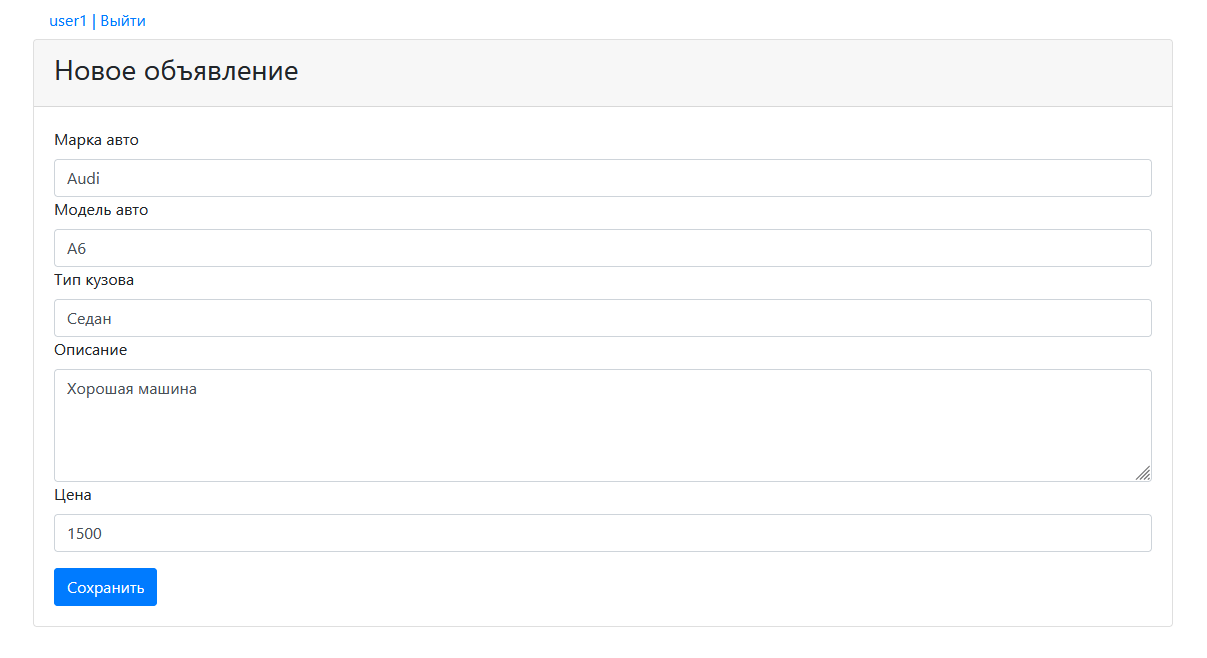 user1 | Выйти
Новое объявление
Марка авто
Audi
Модель авто
A6
Тип кузова
Седан
Описание
Хорошая машина
Цена
1500
Сохранить